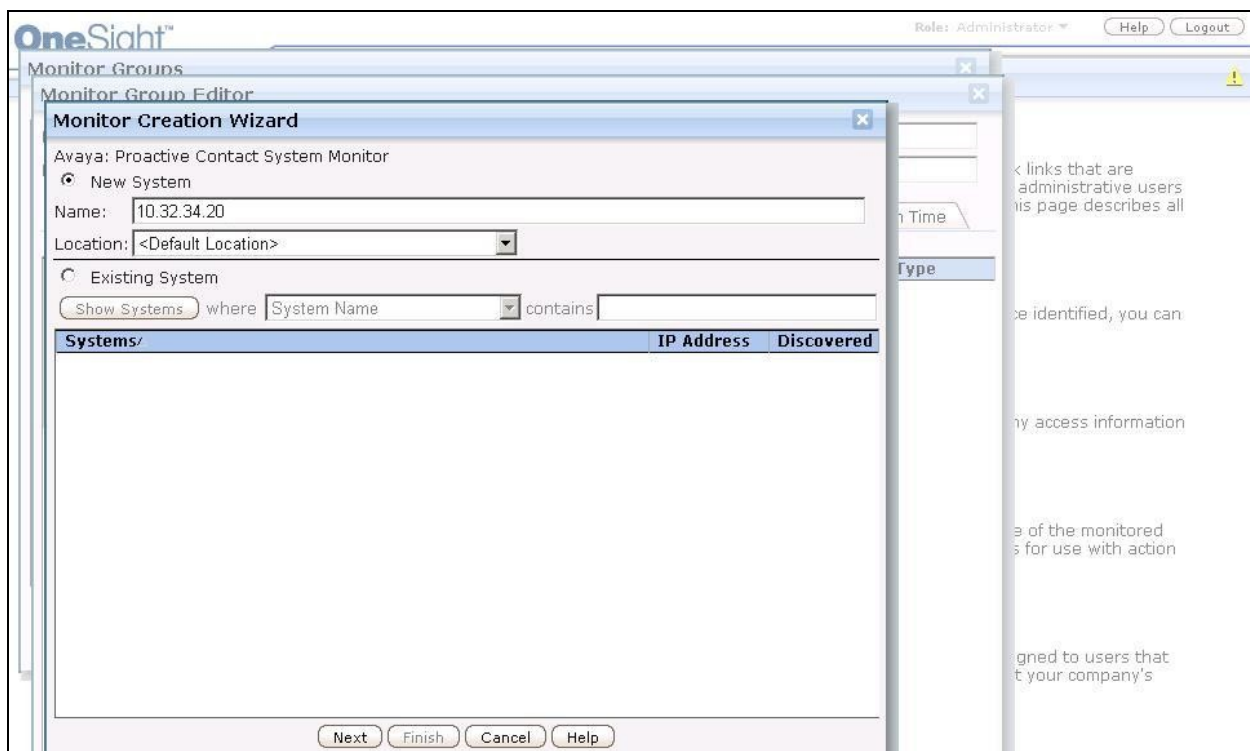 OneSight™
Role: Administrator
Help
Logout
Monitor Groups
Monitor Group Editor
Monitor Creation Wizard
Avaya: Proactive Contact System Monitor
New System
Name: 10.32.34.20
Location: <Default Location>
Existing System
Show Systems where System Name contains
Systems IP Address Discovered
Next Finish Cancel Help
Time
Type
links that are
administrative users
his page describes all
ce identified, you can
ny access information
e of the monitored
s for use with action
gned to users that
t your company's